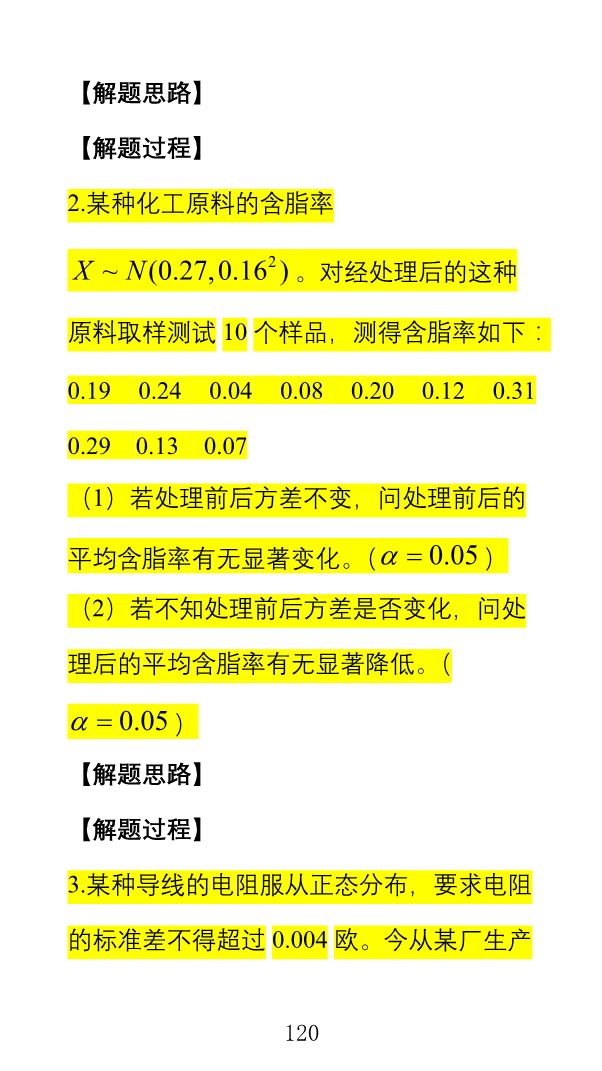 【解题思路】
【解题过程】
2.某种化工原料的含脂率
X ~ N(0.27,0.16²)。对经处理后的这种
原料取样测试 10 个样品，测得含脂率如下：
0.19 0.24 0.04 0.08 0.20 0.12 0.31
0.29 0.13 0.07
（1）若处理前后方差不变，问处理前后的
平均含脂率有无显著变化。（α = 0.05）
（2）若不知处理前后方差是否变化，问处
理后的平均含脂率有无显著降低。（
α = 0.05）
【解题思路】
【解题过程】
3.某种导线的电阻服从正态分布，要求电阻
的标准差不得超过 0.004 欧。今从某厂生产
120